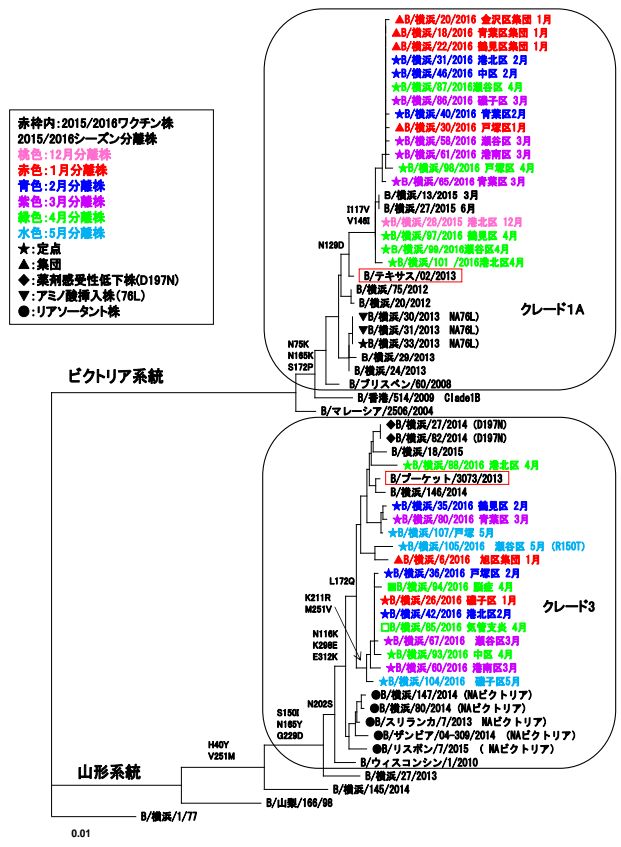 赤枠内:2015/2016ワクチン株
2015/2016シーズン分離株
桃色:12月分離株
赤色:1月分離株
青色:2月分離株
紫色:3月分離株
緑色:4月分離株
水色:5月分離株
★:定点
▲:集団
◆:薬剤感受性低下株(D197N)
▼:アミノ酸挿入株(76L)
●:リアソータント株
▲B/横浜/20/2016 金沢区集団 1月
▲B/横浜/18/2016 青葉区集団 1月
▲B/横浜/22/2016 鶴見区集団 1月
★B/横浜/31/2016 港北区 2月
★B/横浜/46/2016 中区 2月
★B/横浜/87/2016瀬谷区 4月
★B/横浜/86/2016 磯子区 3月
★B/横浜/40/2016 青葉区2月
▲B/横浜/30/2016 戸塚区1月
★B/横浜/58/2016 瀬谷区 3月
★B/横浜/61/2016 港南区 3月
★B/横浜/98/2016 戸塚区 4月
★B/横浜/65/2016 青葉区 3月
B/横浜/13/2015 3月
B/横浜/27/2015 6月
★B/横浜/28/2015 港北区 12月
★B/横浜/97/2016 鶴見区 4月
★B/横浜/99/2016瀬谷区4月
★B/横浜/101 /2016港北区4月
I117V
V146I
N129D
B/テキサス/02/2013
B/横浜/75/2012
B/横浜/20/2012
▼B/横浜/30/2013 NA76L)
▼B/横浜/31/2013 NA76L)
★B/横浜/33/2013 NA76L)
B/横浜/29/2013
B/横浜/24/2013
B/ブリスベン/60/2008
クレード1A
N75K
N165K
S172P
ビクトリア系統
B/香港/514/2009 Clade1B
B/マレーシア/2506/2004
◆B/横浜/27/2014 (D197N)
◆B/横浜/62/2014 (D197N)
B/横浜/18/2015
★B/横浜/88/2016 港北区 4月
B/プーケット/3073/2013
B/横浜/146/2014
★B/横浜/35/2016 鶴見区 2月
★B/横浜/80/2016 青葉区 3月
★B/横浜/107/戸塚 5月
★B/横浜/105/2016 瀬谷区 5月 (R150T)
▲B/横浜/6/2016 旭区集団 1月
★B/横浜/36/2016 戸塚区 2月
■B/横浜/94/2016 脳症 4月
★B/横浜/26/2016 磯子区 1月
★B/横浜/42/2016 港北区2月
□B/横浜/85/2016 気管支炎 4月
★B/横浜/67/2016 瀬谷区3月
★B/横浜/93/2016 中区 4月
★B/横浜/60/2016 港南区3月
★B/横浜/104/2016 磯子区5月
クレード3
L172Q
K211R
M251V
N116K
K298E
E312K
●B/横浜/147/2014 (NAビクトリア)
●B/横浜/80/2014 (NAビクトリア)
●B/スリランカ/7/2013 NAビクトリア)
●B/ザンビア/04-309/2014 (NAビクトリア)
●B/リスボン/7/2015 ( NAビクトリア)
N202S
S150I
N165Y
G229D
B/ウィスコンシン/1/2010
H40Y
V251M
山形系統
B/横浜/27/2013
B/横浜/145/2014
B/山梨/166/98
B/横浜/1/77
0.01